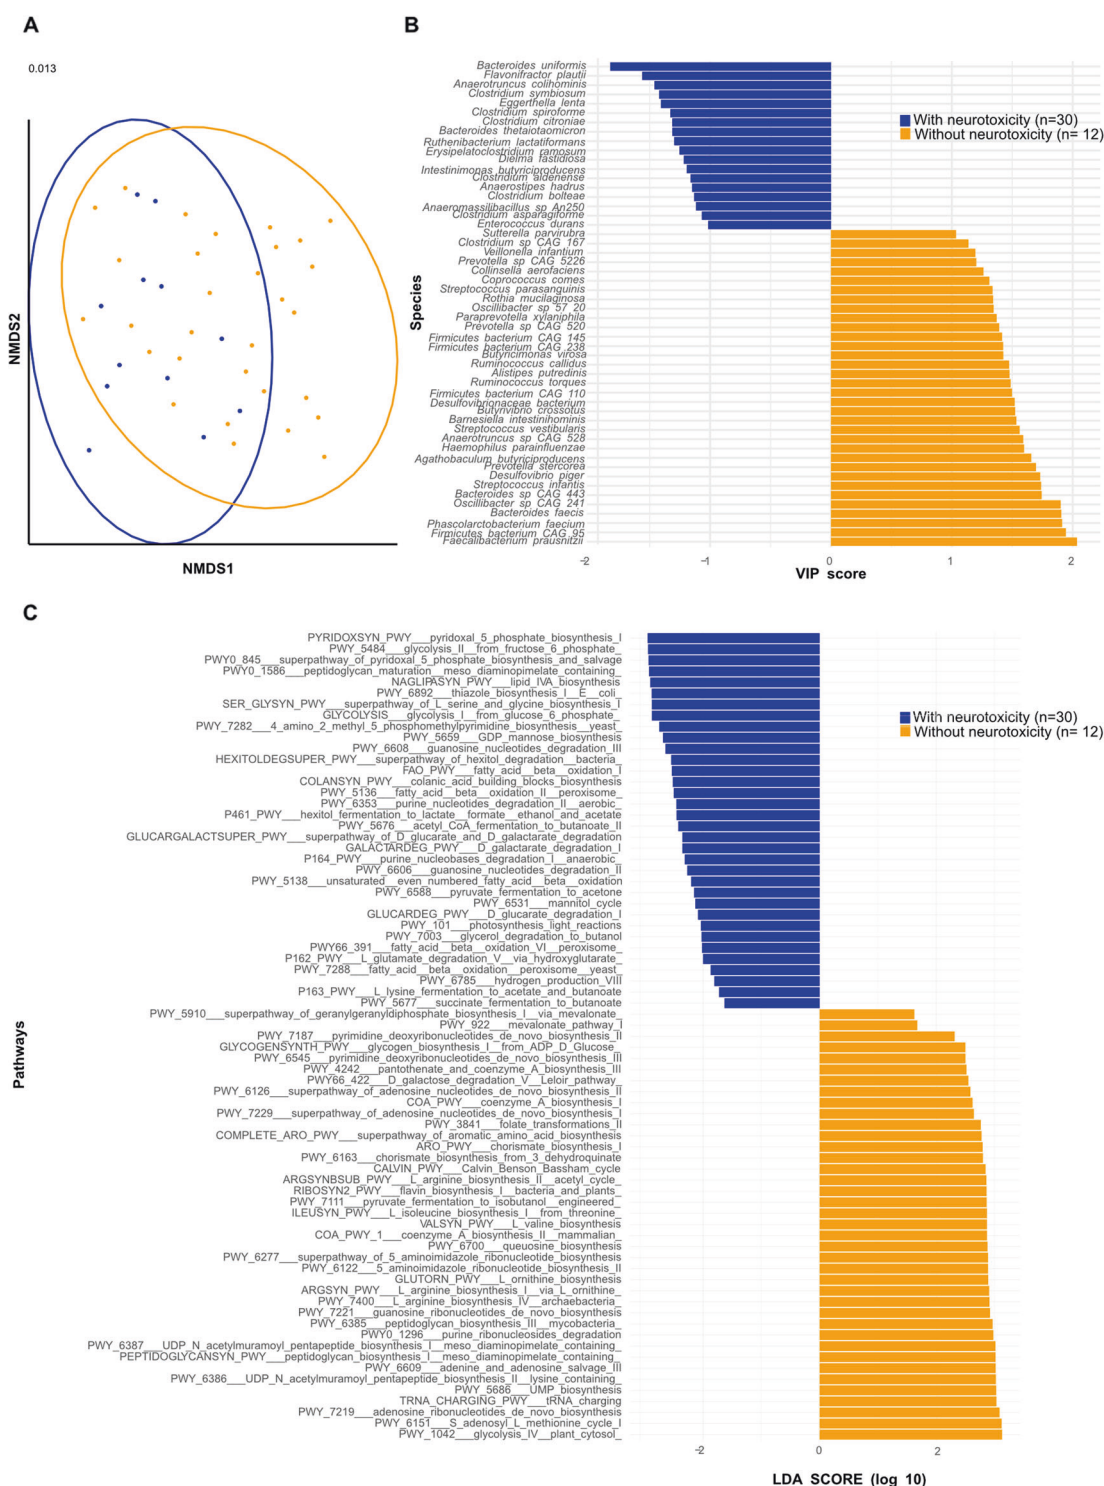 A
0.013
NMDS2
NMDS1
B
Species
Bacteroides uniformis
Flavonifractor plautii
Anaerotruncus colihominis
Clostridium symbosium
Eggerthella lenta
Clostridium spiroforme
Clostridium citroniae
Bacteroides thetaiotaomicron
Ruthenibacterium lactatiformans
Erysipelatoclostridium ramosum
Dielma fastidiosa
Intestinimonas butyriciproducens
Clostridium aldenense
Anaerostipes hadrus
Clostridium bolteae
Anaeromassilibacillus sp An250
Clostridium asparagiforme
Enterococcus durans
Sutterella parvirubra
Clostridium sp CAG 167
Veillonella infantium
Prevotella sp CAG 5226
Collinsella aerofaciens
Coprococcus comes
Streptococcus parasanguinis
Rothia mucilaginosa
Oscillibacter sp 57 20
Paraprevotella xylaniphila
Prevotella sp CAG 520
Firmicutes bacterium CAG 145
Firmicutes bacterium CAG 238
Butyricimonas virosa
Ruminococcus callidus
Alistipes putredinis
Ruminococcus torques
Firmicutes bacterium CAG 110
Desulfovibrionaceae bacterium
Butyrivibrio crossotus
Barnesiella intestinihominis
Streptococcus vestibularis
Anaerotruncus sp CAG 528
Haemophilus parainfluenzae
Agathobaculum butyriciproducens
Prevotella stercorea
Desulfovibrio piger
Streptococcus infantis
Bacteroides sp CAG 443
Oscillibacter sp CAG 241
Bacteroides faecis
Phascolarctobacterium faecium
Firmicutes bacterium CAG 95
Faecalibacterium prausnitzii
With neurotoxicity (n=30)
Without neurotoxicity (n= 12)
-2 -1 0 1 2
VIP score
C
Pathways
PYRIDOXSYN_PWY___pyridoxal_5_phosphate_biosynthesis_I
PWY_5484___glycolysis_II__from_fructose_6_phosphate_
PWY0_845___superpathway_of_pyridoxal_5_phosphate_biosynthesis_and_salvage
PWY0_1586___peptidoglycan_maturation__meso_diaminopimelate_containing_
NAGLIPASYN_PWY___lipid_IVA_biosynthesis
PWY_6892___thiazole_biosynthesis_I__E__coli_
SER_GLYSYN_PWY___superpathway_of_L_serine_and_glycine_biosynthesis_I
GLYCOLYSIS___glycolysis_I__from_glucose_6_phosphate_
PWY_7282___4_amino_2_methyl_5_phosphomethylpyrimidine_biosynthesis__yeast_
PWY_5659___GDP_mannose_biosynthesis
PWY_6608___guanosine_nucleotides_degradation_III
HEXITOLDEGSUPER_PWY___superpathway_of_hexitol_degradation__bacteria_
FAO_PWY___fatty_acid__beta__oxidation_I
COLANSYN_PWY___colanic_acid_building_blocks_biosynthesis
PWY_5136___fatty_acid__beta__oxidation_II__peroxisome_
PWY_6353___purine_nucleotides_degradation_II__aerobic_
P461_PWY___hexitol_fermentation_to_lactate__formate__ethanol_and_acetate
PWY_5676___acetyl_CoA_fermentation_to_butanoate_II
GLUCARGALACTSUPER_PWY___superpathway_of_D_glucarate_and_D_galactarate_degradation
GALACTARDEG_PWY___D_galactarate_degradation_I
P164_PWY___purine_nucleobases_degradation_I__anaerobic_
PWY_6606___guanosine_nucleotides_degradation_II
PWY_5138___unsaturated__even_numbered_fatty_acid__beta__oxidation
PWY_6588___pyruvate_fermentation_to_acetone
PWY_6531___mannitol_cycle
GLUCARDEG_PWY___D_glucarate_degradation_I
PWY_101___photosynthesis_light_reactions
PWY_7003___glycerol_degradation_to_butanol
PWY66_391___fatty_acid__beta__oxidation_VI__peroxisome_
P162_PWY___L_glutamate_degradation_V__via_hydroxyglutarate_
PWY_7288___fatty_acid__beta__oxidation__peroxisome__yeast_
PWY_6785___hydrogen_production_VIII
P163_PWY___L_lysine_fermentation_to_acetate_and_butanoate
PWY_5677___succinate_fermentation_to_butanoate
PWY_5910___superpathway_of_geranylgeranyldiphosphate_biosynthesis_I__via_mevalonate_
PWY_922___mevalonate_pathway_I
PWY_7187___pyrimidine_deoxyribonucleotides_de_novo_biosynthesis_II
GLYCOGENSYNTH_PWY___glycogen_biosynthesis_I__from_ADP_D_Glucose_
PWY_6545___pyrimidine_deoxyribonucleotides_de_novo_biosynthesis_III
PWY_4242___pantothenate_and_coenzyme_A_biosynthesis_III
PWY66_422___D_galactose_degradation_V__Leloir_pathway_
PWY_6126___superpathway_of_adenosine_nucleotides_de_novo_biosynthesis_II
COA_PWY___coenzyme_A_biosynthesis_I
PWY_7229___superpathway_of_adenosine_nucleotides_de_novo_biosynthesis_I
PWY_3841___folate_transformations_II
COMPLETE_ARO_PWY___superpathway_of_aromatic_amino_acid_biosynthesis
ARO_PWY___chorismate_biosynthesis_I
PWY_6163___chorismate_biosynthesis_from_3_dehydroquinate
CALVIN_PWY___Calvin_Benson_Bassham_cycle
ARGSYNBSUB_PWY___L_arginine_biosynthesis_II__acetyl_cycle_
RIBOSYN2_PWY___flavin_biosynthesis_I__bacteria_and_plants_
PWY_7111___pyruvate_fermentation_to_isobutanol__engineered_
ILEUSYN_PWY___L_isoleucine_biosynthesis_I__from_threonine_
VALSYN_PWY___L_valine_biosynthesis
COA_PWY_1___coenzyme_A_biosynthesis_II__mammalian_
PWY_6700___queuosine_biosynthesis
PWY_6277___superpathway_of_5_aminoimidazole_ribonucleotide_biosynthesis
PWY_6122___5_aminoimidazole_ribonucleotide_biosynthesis_II
GLUTORN_PWY___L_ornithine_biosynthesis
ARGSYN_PWY___L_arginine_biosynthesis_I__via_L_ornithine_
PWY_7400___L_arginine_biosynthesis_IV__archaebacteria_
PWY_7221___guanosine_ribonucleotides_de_novo_biosynthesis
PWY_6385___peptidoglycan_biosynthesis_III__mycobacteria_
PWY0_1296___purine_ribonucleosides_degradation
PWY_6387___UDP_N_acetylmuramoyl_pentapeptide_biosynthesis_I__meso_diaminopimelate_containing_
PEPTIDOGLYCANSYN_PWY___peptidoglycan_biosynthesis_I__meso_diaminopimelate_containing_
PWY_6609___adenine_and_adenosine_salvage_III
PWY_6386___UDP_N_acetylmuramoyl_pentapeptide_biosynthesis_II__lysine_containing_
PWY_5686___UMP_biosynthesis
TRNA_CHARGING_PWY___tRNA_charging
PWY_7219___adenosine_ribonucleotides_de_novo_biosynthesis
PWY_6151___S_adenosyl_L_methionine_cycle_I
PWY_1042___glycolysis_IV__plant_cytosol_
With neurotoxicity (n=30)
Without neurotoxicity (n= 12)
-2 0 2
LDA SCORE (log 10)